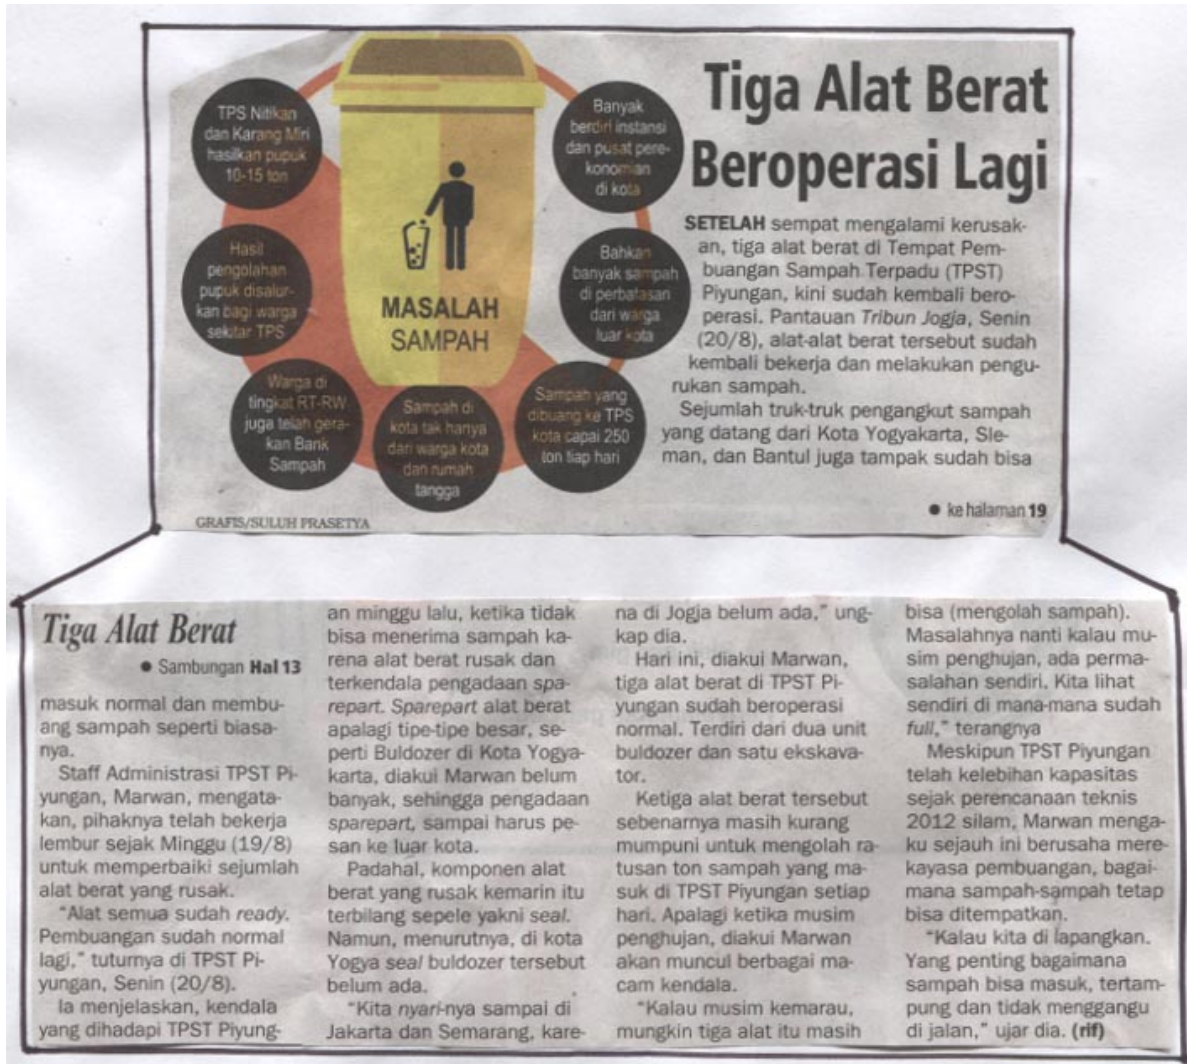 Tiga Alat Berat
Beroperasi Lagi
TPS Nitikan
dan Karang Miri
hasilkan pupuk
10-15 ton
Hasil
pengolahan
pupuk disalur-
kan bagi warga
sekitar TPS
Warga di
tingkat RT-RW
juga telah gera-
kan Bank
Sampah
Sampah di
kota tak hanya
dari warga kota
dan rumah
tangga
Sampah yang
dibuang ke TPS
kota capai 250
ton tiap hari
Bahkan
banyak sampah
di perbatasan
dari warga
luar kota
Banyak
berdiri instansi
dan pusat pere-
konomian
di kota
MASALAH
SAMPAH
GRAFIS/SULUH PRASETYA
SETELAH sempat mengalami kerusak-
an, tiga alat berat di Tempat Pem-
buangan Sampah Terpadu (TPST)
Piyungan, kini sudah kembali bero-
perasi. Pantauan Tribun Jogja, Senin
(20/8), alat-alat berat tersebut sudah
kembali bekerja dan melakukan pengu-
rukan sampah.
Sejumlah truk-truk pengangkut sampah
yang datang dari Kota Yogyakarta, Sle-
man, dan Bantul juga tampak sudah bisa
● ke halaman 19
Tiga Alat Berat
● Sambungan Hal 13
masuk normal dan membu-
ang sampah seperti biasa-
nya.
Staff Administrasi TPST Pi-
yungan, Marwan, mengata-
kan, pihaknya telah bekerja
lembur sejak Minggu (19/8)
untuk memperbaiki sejumlah
alat berat yang rusak.
"Alat semua sudah ready.
Pembuangan sudah normal
lagi," tuturnya di TPST Pi-
yungan, Senin (20/8).
Ia menjelaskan, kendala
yang dihadapi TPST Piyung-
an minggu lalu, ketika tidak
bisa menerima sampah ka-
rena alat berat rusak dan
terkendala pengadaan spa-
repart. Sparepart alat berat
apalagi tipe-tipe besar, se-
perti Buldozer di Kota Yogya-
karta, diakui Marwan belum
banyak, sehingga pengadaan
sparepart, sampai harus pe-
san ke luar kota.
Padahal, komponen alat
berat yang rusak kemarin itu
terbilang sepele yakni seal.
Namun, menurutnya, di kota
Yogya seal buldozer tersebut
belum ada.
"Kita nyari-nya sampai di
Jakarta dan Semarang, kare-
na di Jogja belum ada," ung-
kap dia.
Hari ini, diakui Marwan,
tiga alat berat di TPST Pi-
yungan sudah beroperasi
normal. Terdiri dari dua unit
buldozer dan satu ekskava-
tor.
Ketiga alat berat tersebut
sebenarnya masih kurang
mumpuni untuk mengolah ra-
tusan ton sampah yang ma-
suk di TPST Piyungan setiap
hari. Apalagi ketika musim
penghujan, diakui Marwan
akan muncul berbagai ma-
cam kendala.
"Kalau musim kemarau,
mungkin tiga alat itu masih
bisa (mengolah sampah).
Masalahnya nanti kalau mu-
sim penghujan, ada perma-
salahan sendiri. Kita lihat
sendiri di mana-mana sudah
full," terangnya
Meskipun TPST Piyungan
telah kelebihan kapasitas
sejak perencanaan teknis
2012 silam, Marwan menga-
ku sejauh ini berusaha mere-
kayasa pembuangan, bagai-
mana sampah-sampah tetap
bisa ditempatkan.
"Kalau kita di lapangkan.
Yang penting bagaimana
sampah bisa masuk, tertam-
pung dan tidak menggangu
di jalan," ujar dia. (rif)